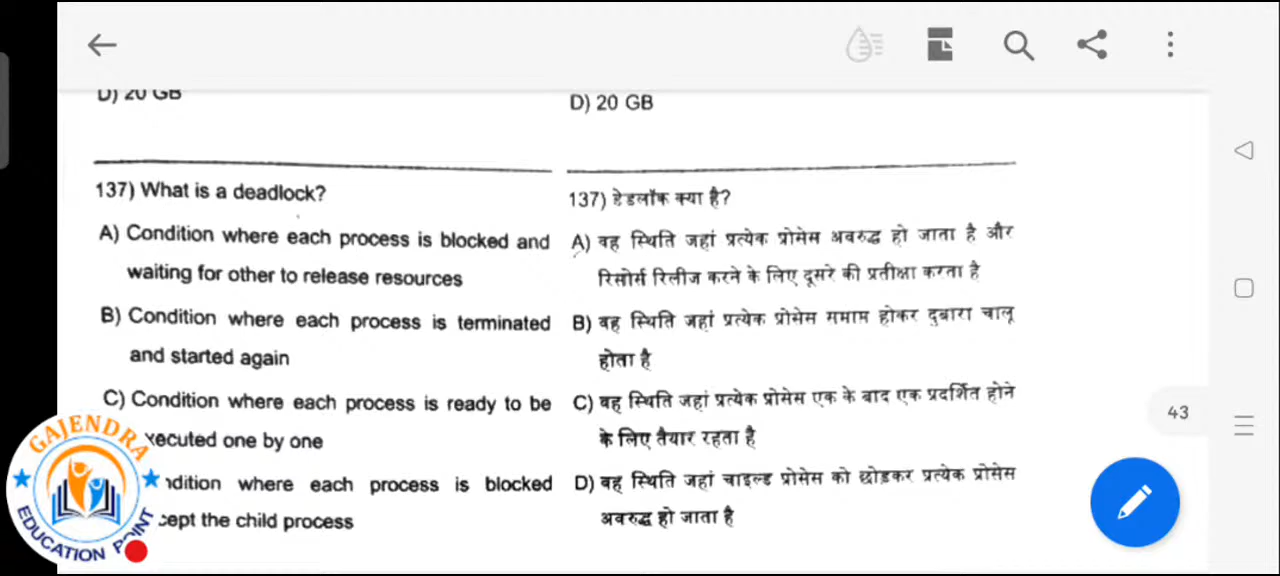 D) 20 GB
137) What is a deadlock?
A) Condition where each process is blocked and
waiting for other to release resources
B) Condition where each process is terminated
and started again
C) Condition where each process is ready to be
xecuted one by one
ndition where each process is blocked
cept the child process
D) 20 GB
137) डेडलॉक क्या है?
A) वह स्थिति जहां प्रत्येक प्रोसेस अवरुद्ध हो जाता है और
रिसोर्स रिलीज करने के लिए दूसरे की प्रतीक्षा करता है
B) वह स्थिति जहां प्रत्येक प्रोसेस समाप्त होकर दुबारा चालू
होता है
C) वह स्थिति जहां प्रत्येक प्रोसेस एक के बाद एक प्रदर्शित होने
के लिए तैयार रहता है
D) वह स्थिति जहां चाइल्ड प्रोसेस को छोड़कर प्रत्येक प्रोसेस
अवरुद्ध हो जाता है
43
GAJENDRA
EDUCATION POINT